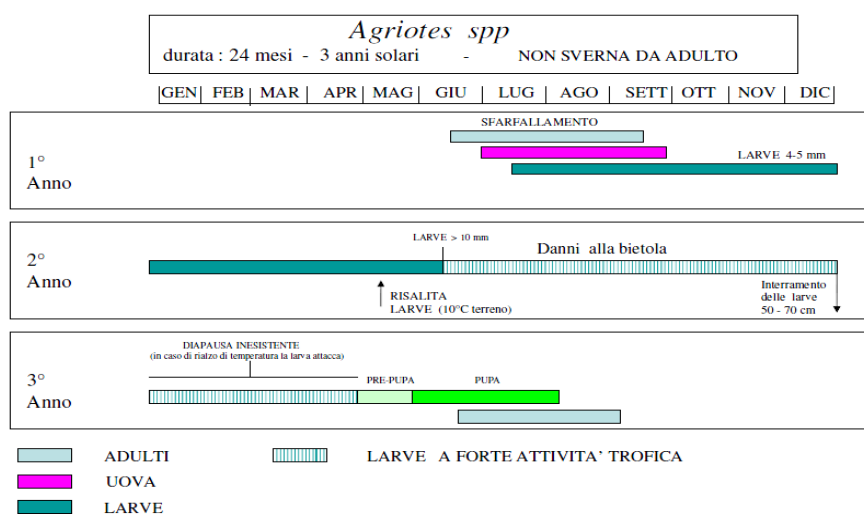 Agriotes spp
durata : 24 mesi - 3 anni solari - NON SVERNA DA ADULTO
GEN FEB MAR APR MAG GIU LUG AGO SETT OTT NOV DIC
SFARFALLAMENTO
1°
Anno
LARVE 4-5 mm
LARVE > 10 mm
2°
Anno
Danni alla bietola
RISALITA
LARVE (10°C terreno)
Interramento
delle larve
50 - 70 cm
DIAPAUSA INESISTENTE
(in caso di rialzo di temperatura la larva attacca)
3°
Anno
PRE-PUPA PUPA
ADULTI LARVE A FORTE ATTIVITA' TROFICA
UOVA
LARVE